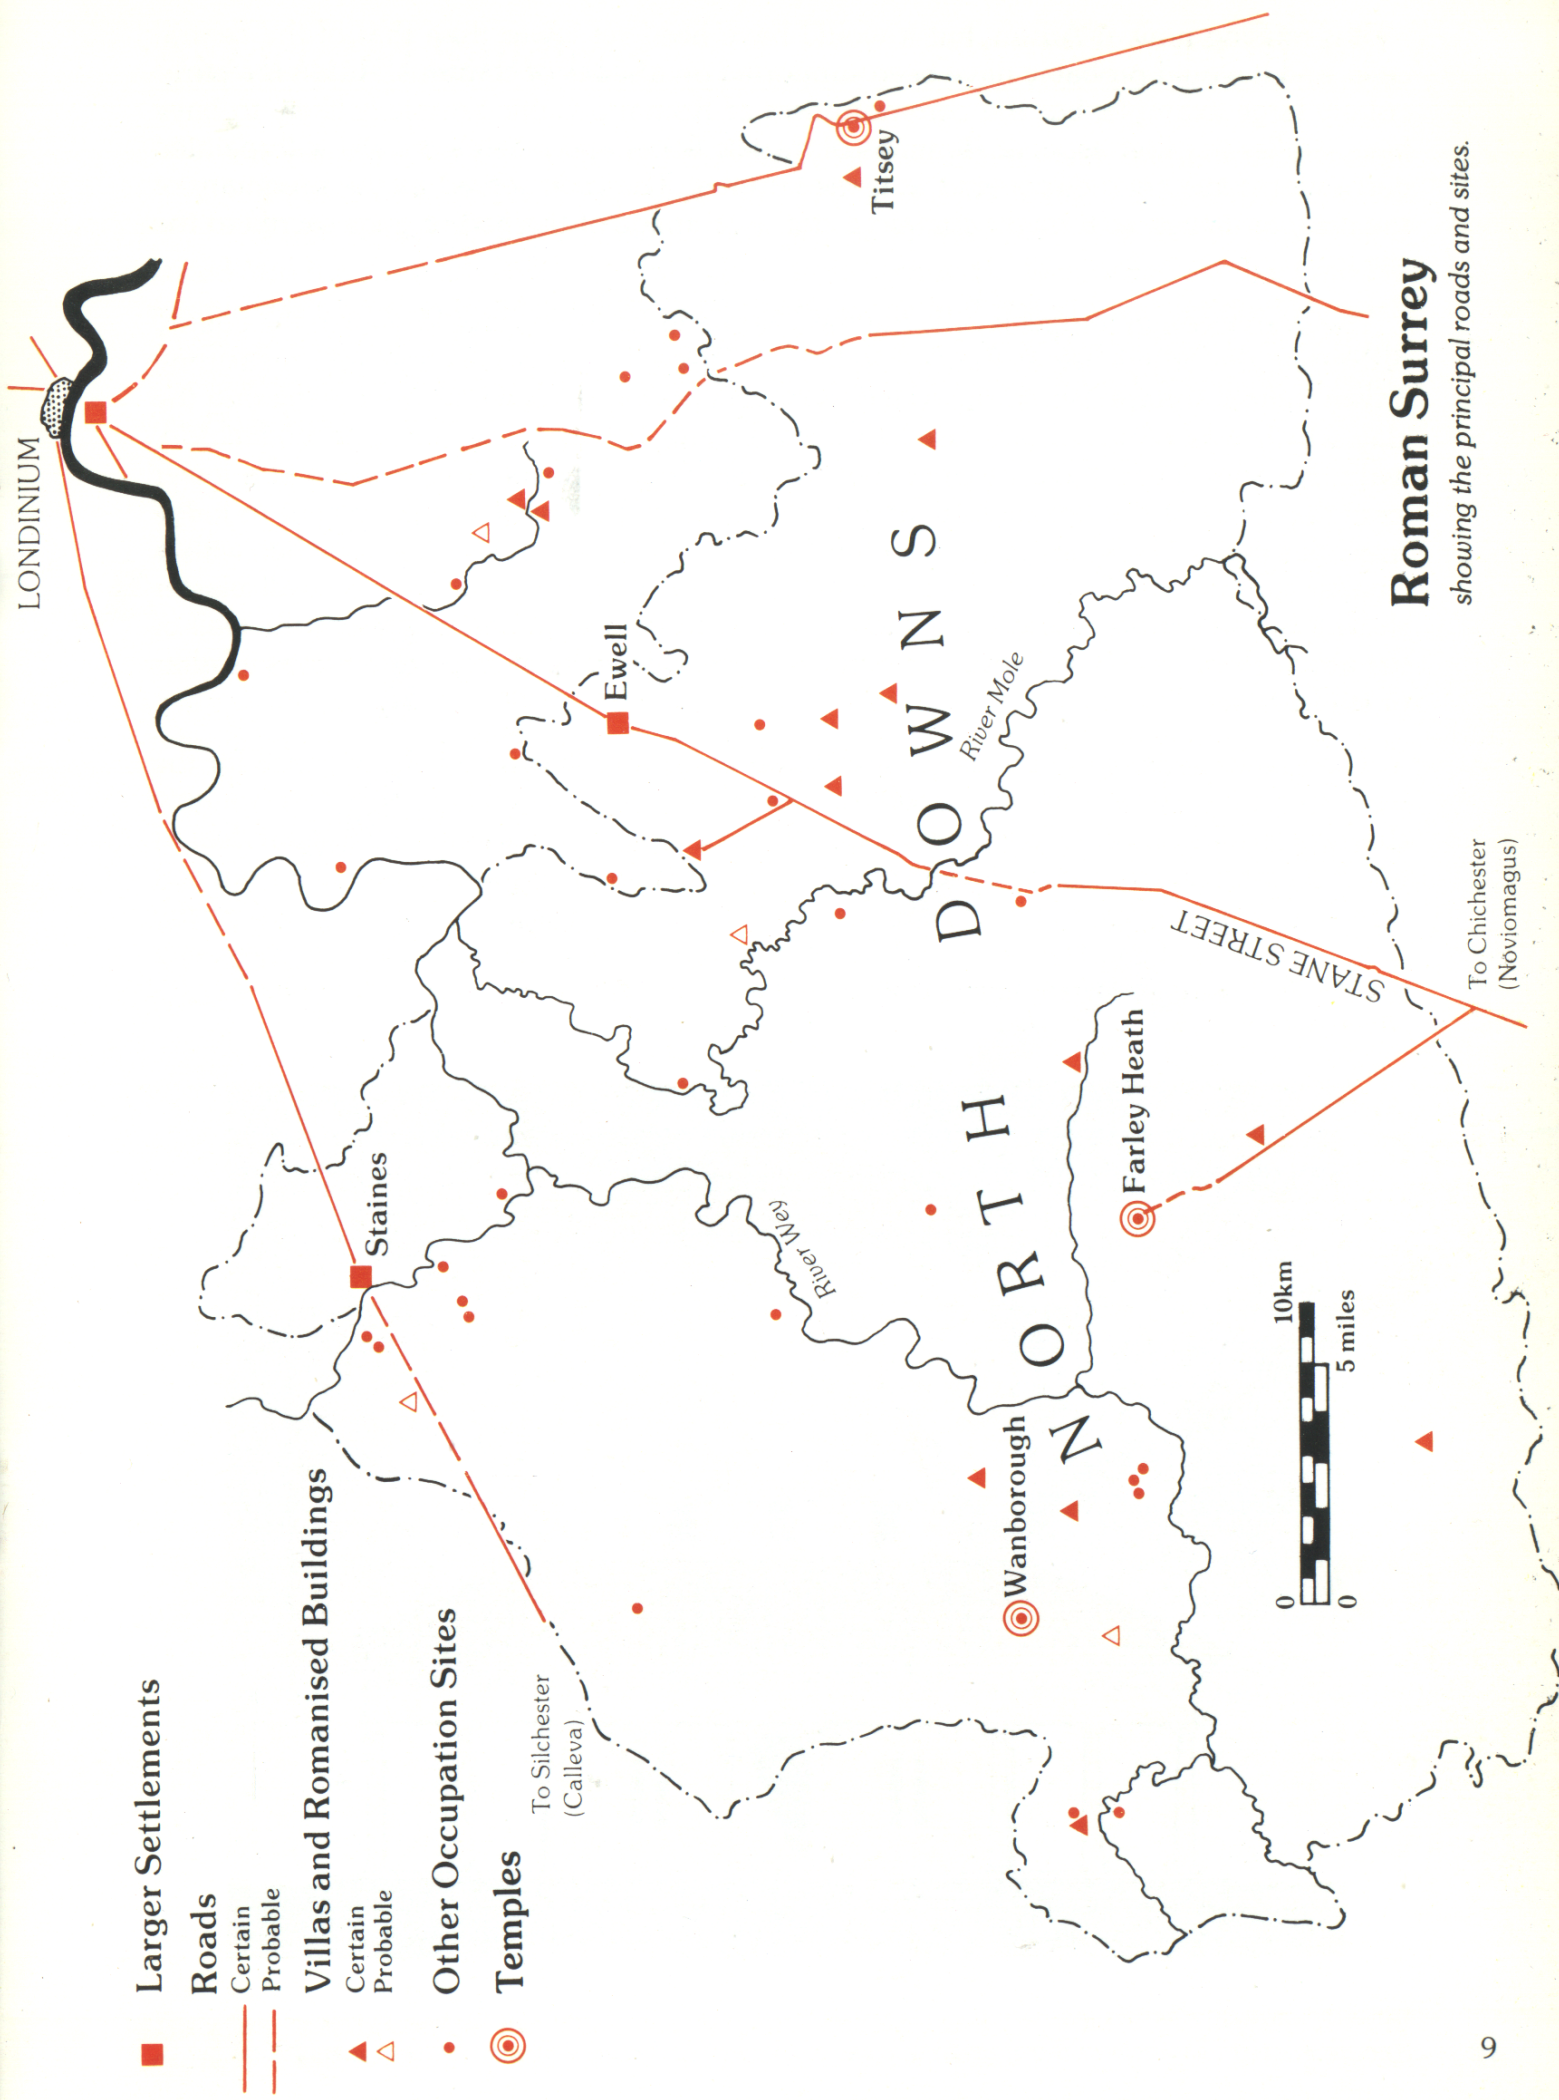 Larger Settlements
Roads
Certain
Probable
Villas and Romanised Buildings
Certain
Probable
Other Occupation Sites
Temples
To Silchester
(Calleva)
LONDINIUM
Staines
Ewell
Titsey
River Wey
River Mole
NORTH DOWNS
Wanborough
Farley Heath
STANE STREET
To Chichester
(Noviomagus)
0 10km
0 5 miles
Roman Surrey
showing the principal roads and sites.
9